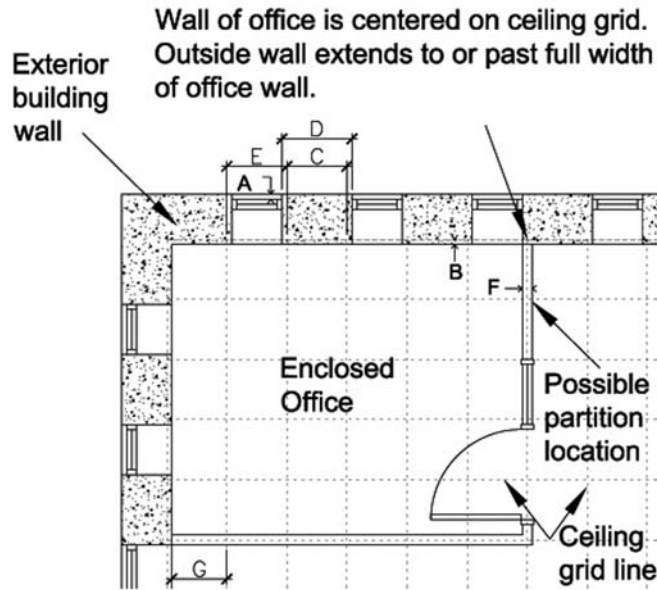 Wall of office is centered on ceiling grid.
Outside wall extends to or past full width
of office wall.
Exterior
building
wall
D
E
C
A
B
F
Enclosed
Office
Possible
partition
location
Ceiling
grid line
G